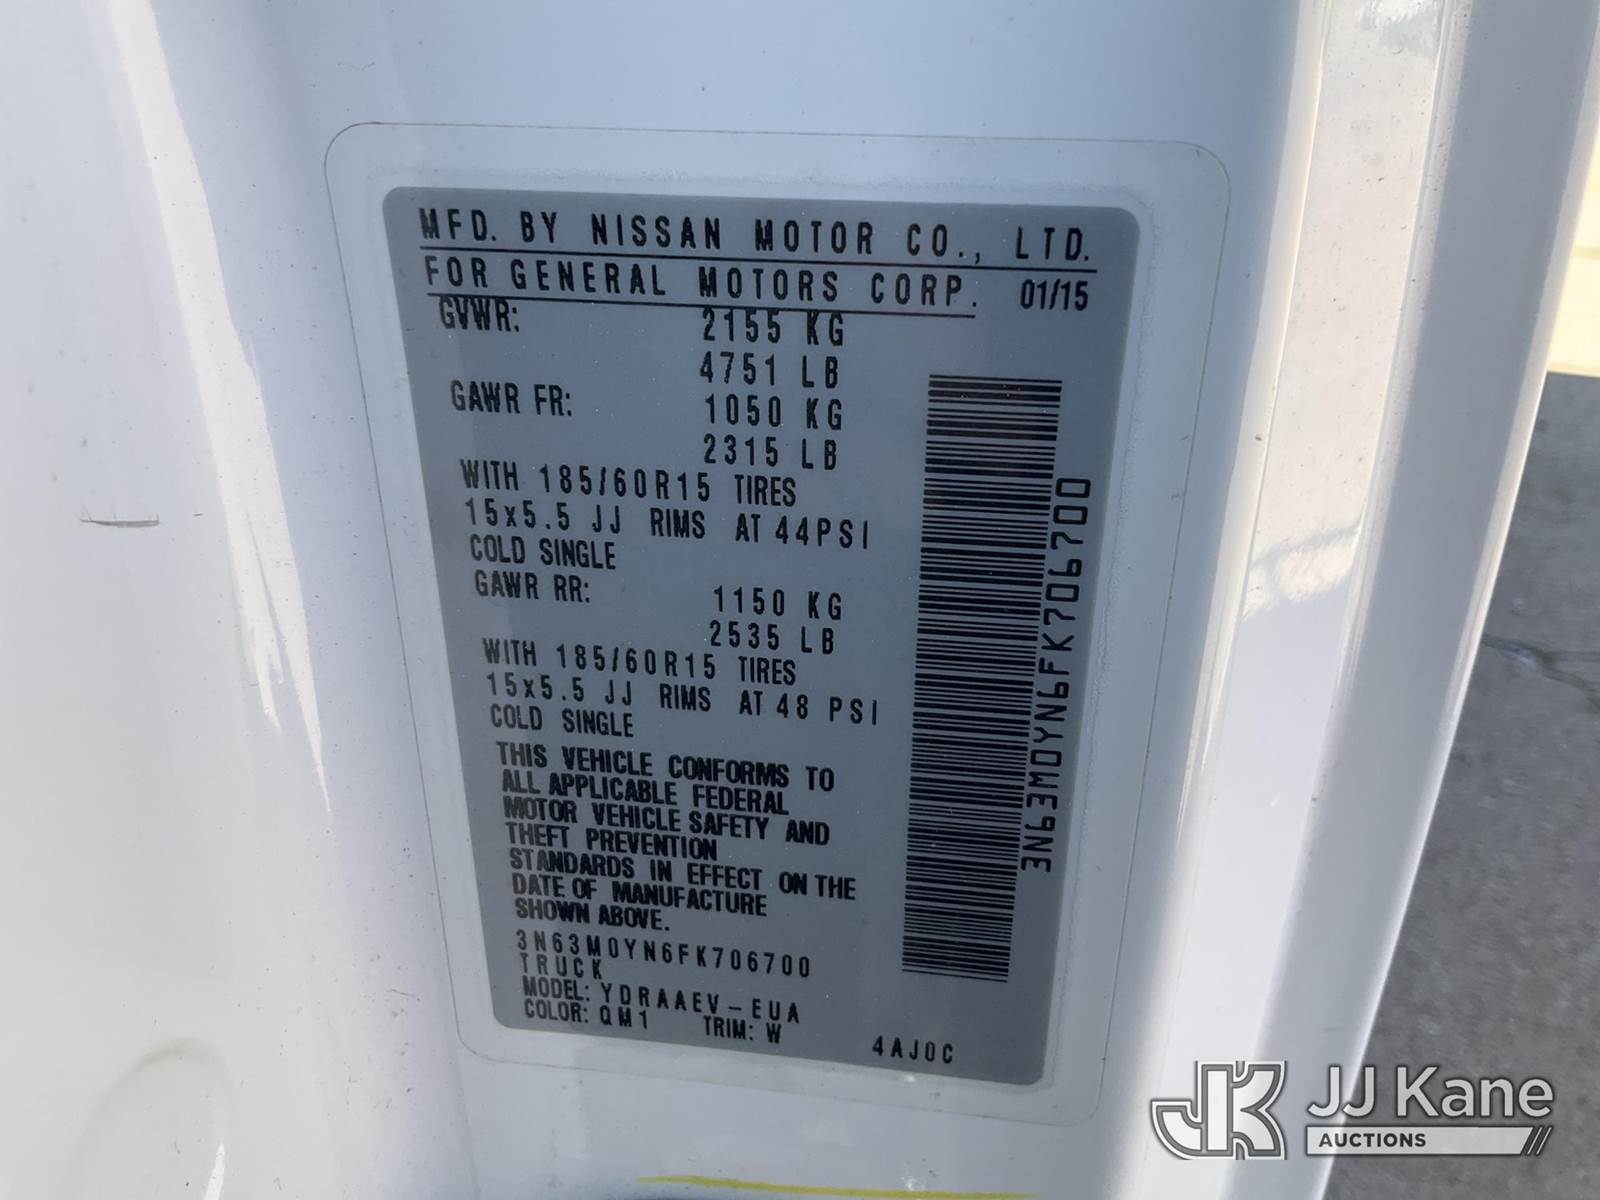 MFD. BY NISSAN MOTOR CO., LTD.
FOR GENERAL MOTORS CORP. 01/15
GVWR: 2155 KG
4751 LB
GAWR FR: 1050 KG
2315 LB
WITH 185/60R15 TIRES
15x5.5 JJ RIMS AT 44PSI
COLD SINGLE
GAWR RR: 1150 KG
2535 LB
WITH 185/60R15 TIRES
15x5.5 JJ RIMS AT 48 PSI
COLD SINGLE
THIS VEHICLE CONFORMS TO
ALL APPLICABLE FEDERAL
MOTOR VEHICLE SAFETY AND
THEFT PREVENTION
STANDARDS IN EFFECT ON THE
DATE OF MANUFACTURE
SHOWN ABOVE.
3N63M0YN6FK706700
TRUCK
MODEL: YDRAAEV-EUA
COLOR: QM1 TRIM: W 4AJ0C
3N63M0YN6FK706700
JK JJ Kane
AUCTIONS